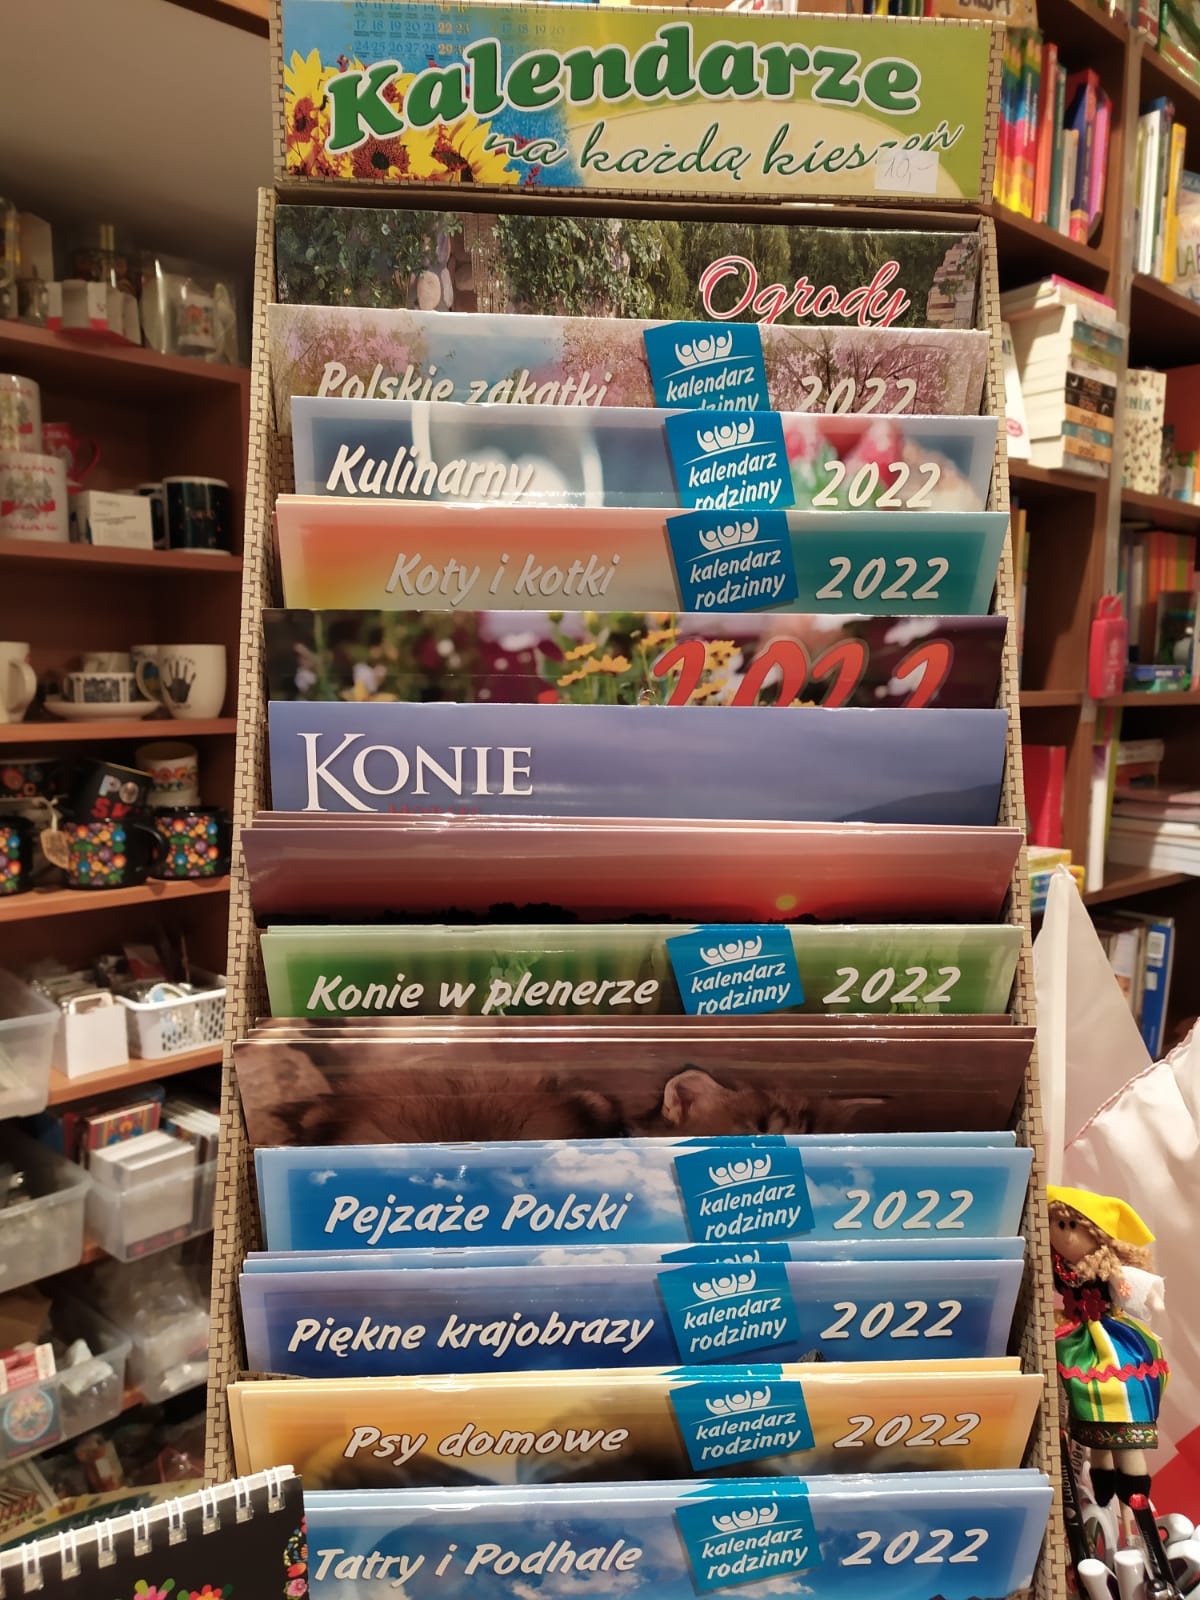 Kalendarze
na każdą kieszeń
10,-
Ogrody
Polskie zakątki
kalendarz
rodzinny
2022
Kulinarny
kalendarz
rodzinny
2022
Koty i kotki
kalendarz
rodzinny
2022
2022
KONIE
Konie w plenerze
kalendarz
rodzinny
2022
Pejzaże Polski
kalendarz
rodzinny
2022
Piękne krajobrazy
kalendarz
rodzinny
2022
Psy domowe
kalendarz
rodzinny
2022
Tatry i Podhale
kalendarz
rodzinny
2022